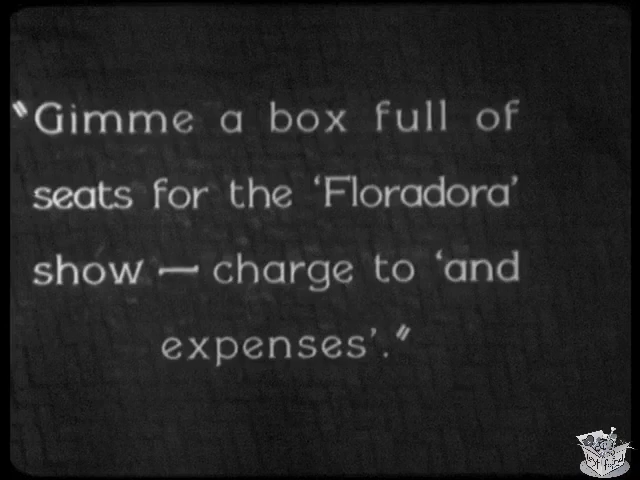 "Gimme a box full of
seats for the 'Floradora'
show — charge to 'and
expenses'."